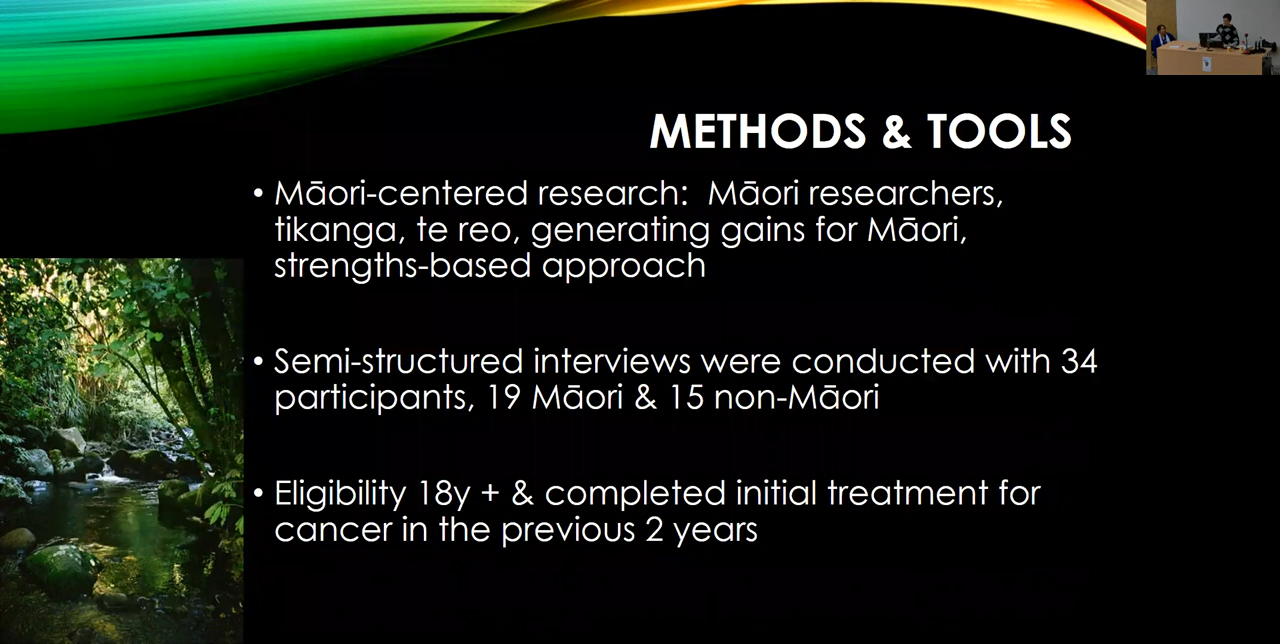 METHODS & TOOLS
• Māori-centered research:  Māori researchers,
tikanga, te reo, generating gains for Māori,
strengths-based approach
• Semi-structured interviews were conducted with 34
participants, 19 Māori & 15 non-Māori
• Eligibility 18y + & completed initial treatment for
cancer in the previous 2 years